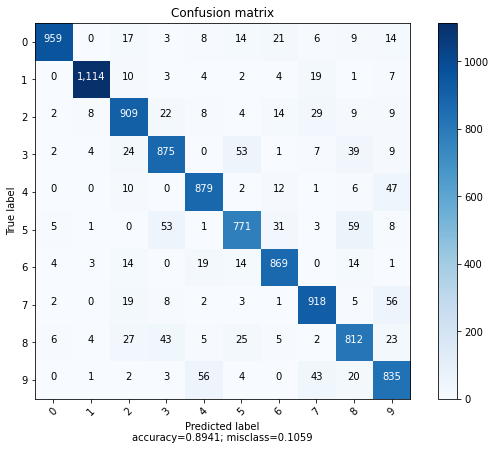 Confusion matrix
0 959 0 17 3 8 14 21 6 9 14
1 0 1,114 10 3 4 2 4 19 1 7
2 2 8 909 22 8 4 14 29 9 9
3 2 4 24 875 0 53 1 7 39 9
4 0 0 10 0 879 2 12 1 6 47
5 5 1 0 53 1 771 31 3 59 8
6 4 3 14 0 19 14 869 0 14 1
7 2 0 19 8 2 3 1 918 5 56
8 6 4 27 43 5 25 5 2 812 23
9 0 1 2 3 56 4 0 43 20 835
0 1 2 3 4 5 6 7 8 9
True label
Predicted label
accuracy=0.8941; misclass=0.1059
1000
800
600
400
200
0